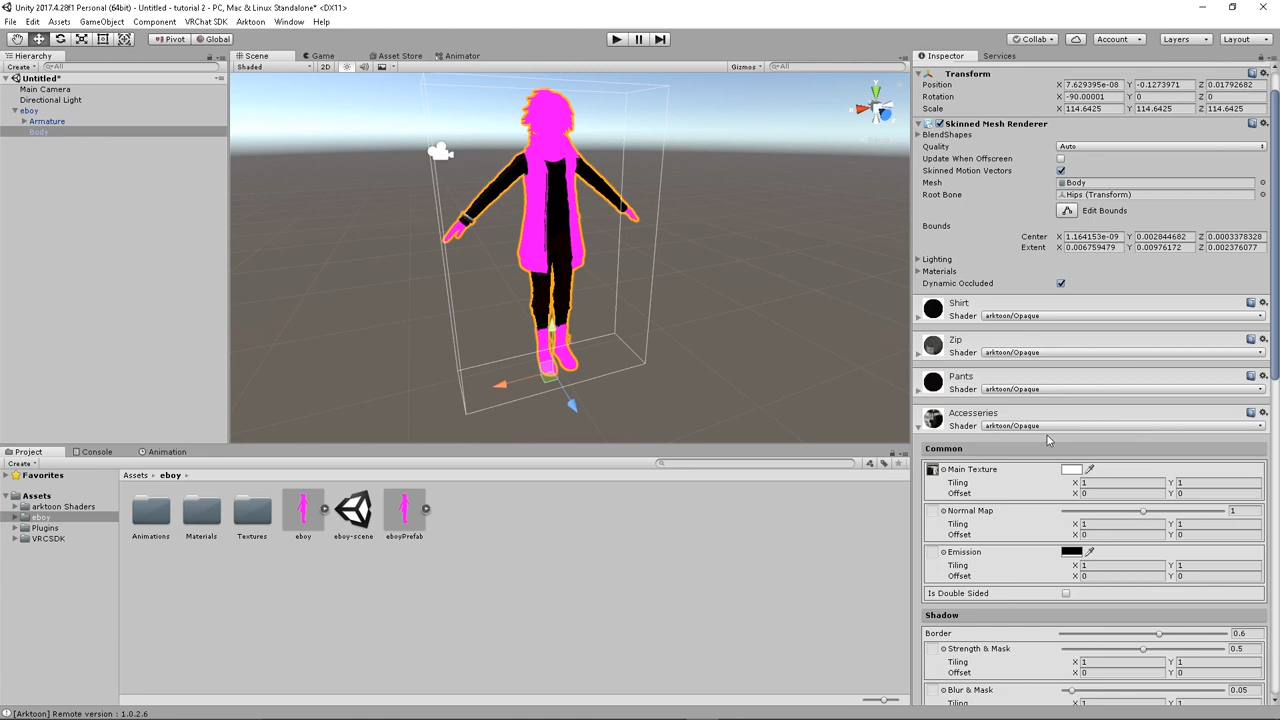 Unity 2017.4.28f1 Personal (64bit) - Untitled - tutorial 2 - PC, Mac & Linux Standalone* <DX11>
File Edit Assets GameObject Component VRChat SDK Arktoon Window Help
Pivot Global Collab Account Layers Layout
Hierarchy
Create All
Untitled*
Main Camera
Directional Light
eboy
Armature
Body
Scene Game Asset Store Animator
Shaded 2D Gizmos All
Inspector Services
Transform
Position X 7.629395e-08 Y -0.1273971 Z 0.01792682
Rotation X -90.00001 Y 0 Z 0
Scale X 114.6425 Y 114.6425 Z 114.6425
Skinned Mesh Renderer
BlendShapes
Quality Auto
Update When Offscreen
Skinned Motion Vectors
Mesh Body
Root Bone Hips (Transform)
Edit Bounds
Bounds
Center X 1.164153e-09 Y 0.002844682 Z 0.0003378328
Extent X 0.006759479 Y 0.00976172 Z 0.002376077
Lighting
Materials
Dynamic Occluded
Shirt
Shader arktoon/Opaque
Zip
Shader arktoon/Opaque
Pants
Shader arktoon/Opaque
Accesseries
Shader arktoon/Opaque
Common
Main Texture
Tiling X 1 Y 1
Offset X 0 Y 0
Normal Map 1
Tiling X 1 Y 1
Offset X 0 Y 0
Emission
Tiling X 1 Y 1
Offset X 0 Y 0
Is Double Sided
Shadow
Border 0.6
Strength & Mask 0.5
Tiling X 1 Y 1
Offset X 0 Y 0
Blur & Mask 0.05
Tiling X 1 Y 1
Project Console Animation
Create
Favorites
Assets
arktoon Shaders
eboy
Plugins
VRCSDK
Assets eboy
Animations Materials Textures eboy eboy-scene eboyPrefab
[Arktoon] Remote version : 1.0.2.6